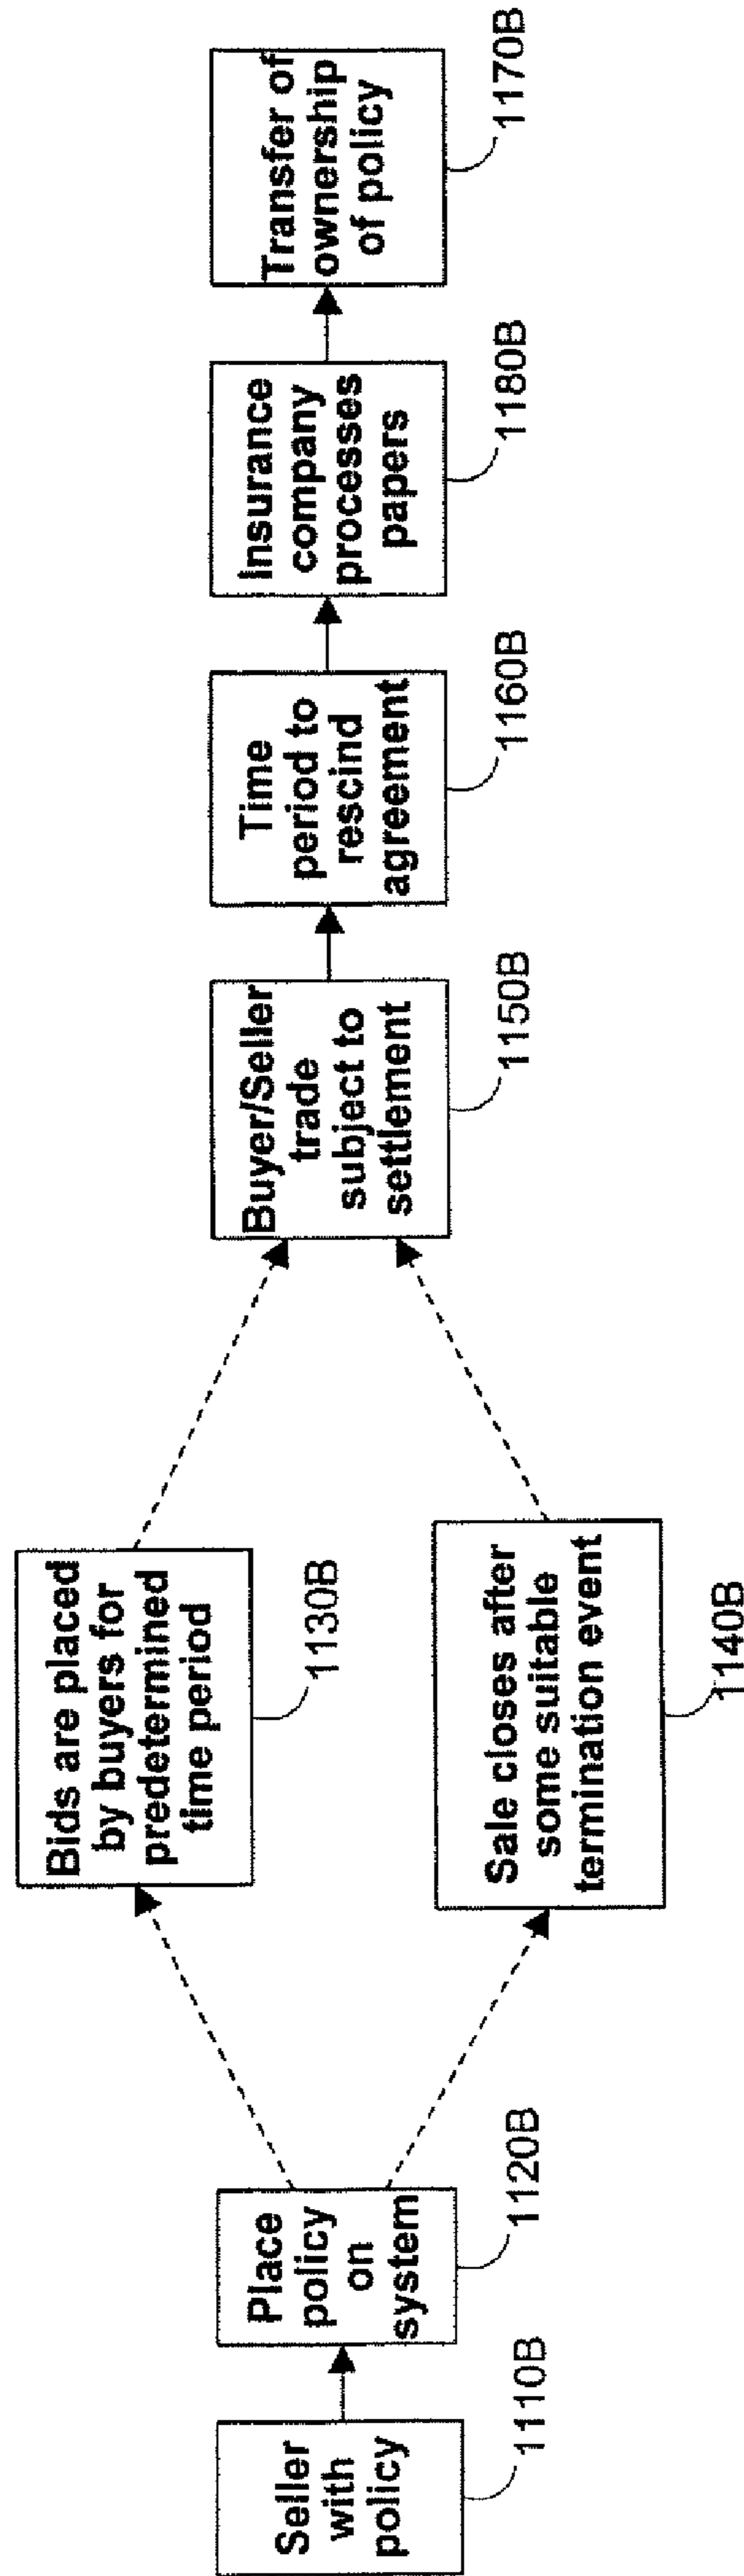 Seller
with
policy
1110B
Place
policy
on
system
1120B
Bids are placed
by buyers for
predetermined
time period
1130B
Sale closes after
some suitable
termination event
1140B
Buyer/Seller
trade
subject to
settlement
1150B
Time
period to
rescind
agreement
1160B
Insurance
company
processes
papers
1180B
Transfer of
ownership
of policy
1170B